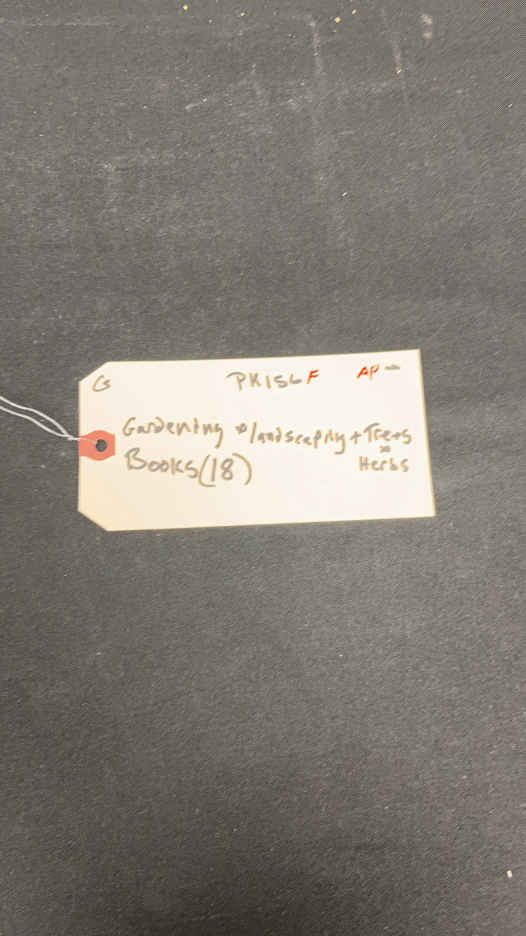 PK156F AP
Gardening * landscaping + Trees
* Herbs
Books (18)